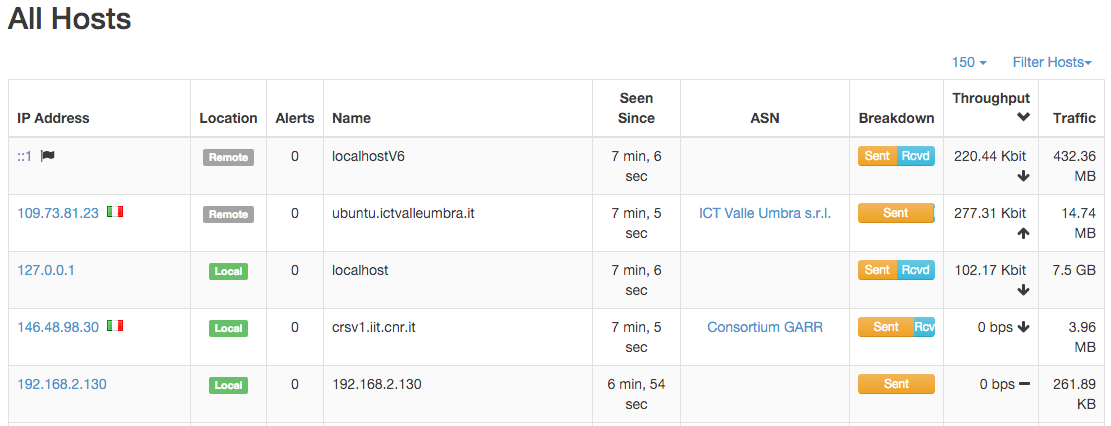 All Hosts
150 Filter Hosts
IP Address Location Alerts Name Seen Since ASN Breakdown Throughput Traffic
::1 Remote 0 localhostV6 7 min, 6 sec Sent Rcvd 220.44 Kbit 432.36 MB
109.73.81.23 Remote 0 ubuntu.ictvalleumbra.it 7 min, 5 sec ICT Valle Umbra s.r.l. Sent 277.31 Kbit 14.74 MB
127.0.0.1 Local 0 localhost 7 min, 6 sec Sent Rcvd 102.17 Kbit 7.5 GB
146.48.98.30 Local 0 crsv1.iit.cnr.it 7 min, 5 sec Consortium GARR Sent Rcv 0 bps 3.96 MB
192.168.2.130 Local 0 192.168.2.130 6 min, 54 sec Sent 0 bps 261.89 KB